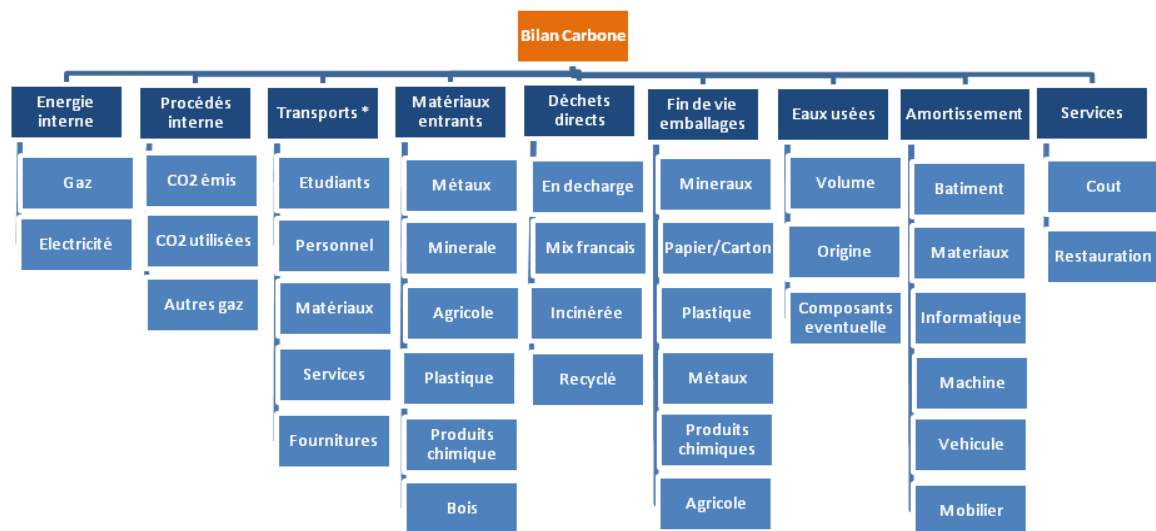 Bilan Carbone
Energie
interne
Gaz
Electricité
Procédés
interne
CO2 émis
CO2 utilisées
Autres gaz
Transports *
Etudiants
Personnel
Matériaux
Services
Fournitures
Matériaux
entrants
Métaux
Minerale
Agricole
Plastique
Produits
chimique
Bois
Déchets
directs
En decharge
Mix francais
Incinérée
Recyclé
Fin de vie
emballages
Mineraux
Papier/Carton
Plastique
Métaux
Produits
chimiques
Agricole
Eaux usées
Volume
Origine
Composants
eventuelle
Amortissement
Batiment
Materiaux
Informatique
Machine
Vehicule
Mobilier
Services
Cout
Restauration